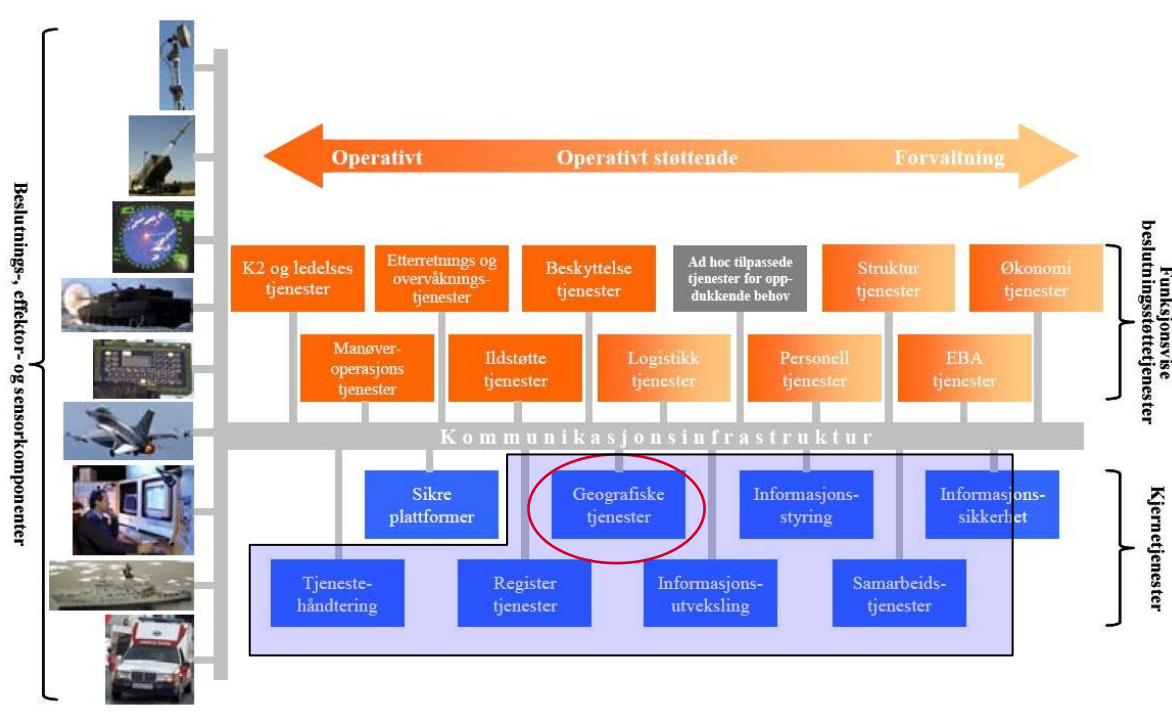 Beslutnings-, effektor- og sensorkomponenter
Operativt
Operativt støttende
Forvaltning
K2 og ledelses
tjenester
Etterretnings og
overvåknings-
tjenester
Beskyttelse
tjenester
Ad hoc tilpassede
tjenester for opp-
dukkende behov
Struktur
tjenester
Økonomi
tjenester
Manøver-
operasjons
tjenester
Ildstøtte
tjenester
Logistikk
tjenester
Personell
tjenester
EBA
tjenester
Funksjonsvise
beslutningsstøttetjenester
Kommunikasjonsinfrastruktur
Sikre
plattformer
Geografiske
tjenester
Informasjons-
styring
Informasjons-
sikkerhet
Tjeneste-
håndtering
Register
tjenester
Informasjons-
utveksling
Samarbeids-
tjenester
Kjernetjenester